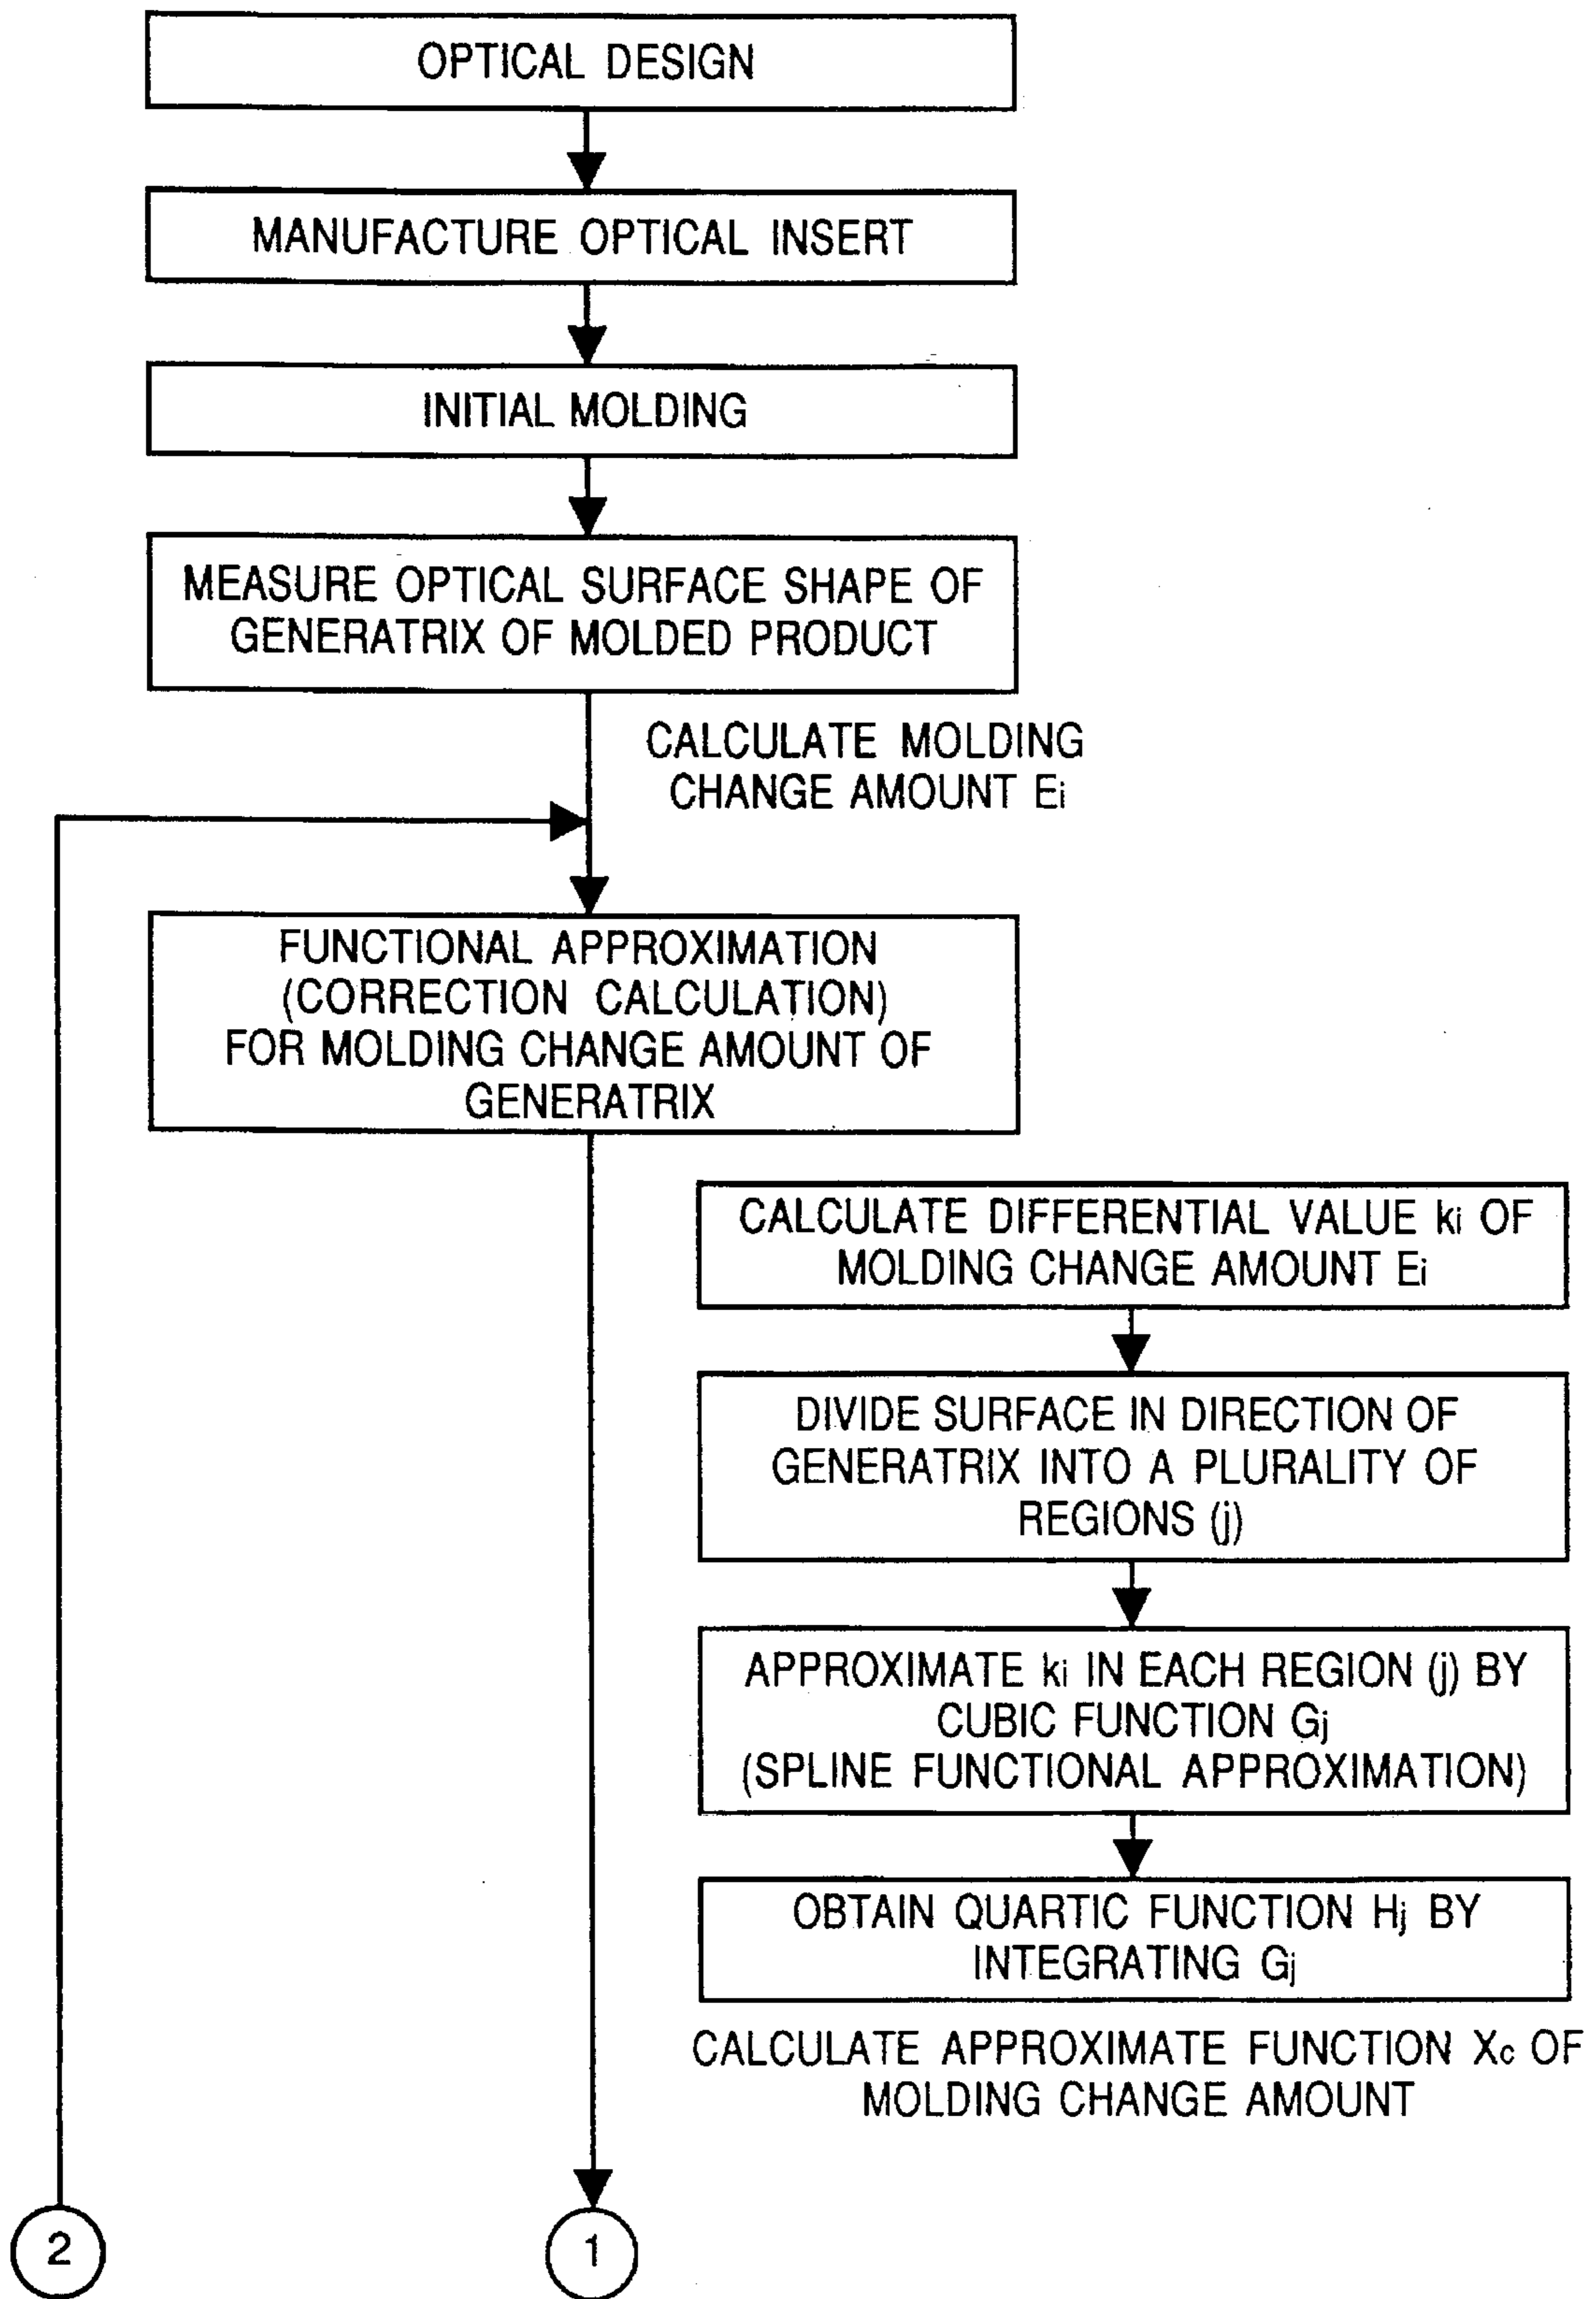 OPTICAL DESIGN
MANUFACTURE OPTICAL INSERT
INITIAL MOLDING
MEASURE OPTICAL SURFACE SHAPE OF
GENERATRIX OF MOLDED PRODUCT
CALCULATE MOLDING
CHANGE AMOUNT Ei
FUNCTIONAL APPROXIMATION
(CORRECTION CALCULATION)
FOR MOLDING CHANGE AMOUNT OF
GENERATRIX
CALCULATE DIFFERENTIAL VALUE ki OF
MOLDING CHANGE AMOUNT Ei
DIVIDE SURFACE IN DIRECTION OF
GENERATRIX INTO A PLURALITY OF
REGIONS (j)
APPROXIMATE ki IN EACH REGION (j) BY
CUBIC FUNCTION Gj
(SPLINE FUNCTIONAL APPROXIMATION)
OBTAIN QUARTIC FUNCTION Hj BY
INTEGRATING Gj
CALCULATE APPROXIMATE FUNCTION Xc OF
MOLDING CHANGE AMOUNT
2
1